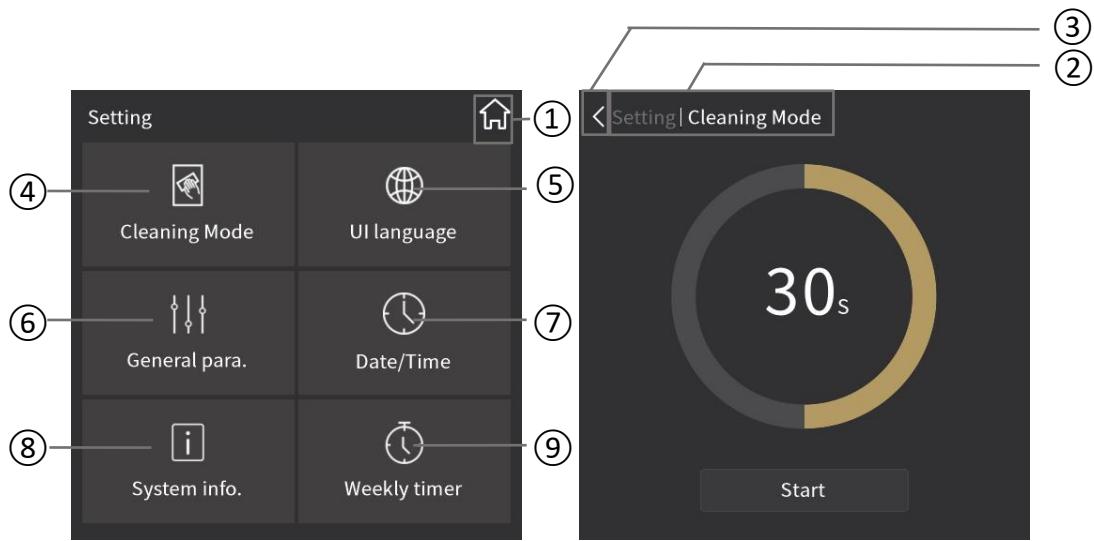 ③
②
Setting
①
Setting | Cleaning Mode
④
⑤
Cleaning Mode
UI language
30s
⑥
⑦
General para.
Date/Time
⑧
⑨
System info.
Weekly timer
Start